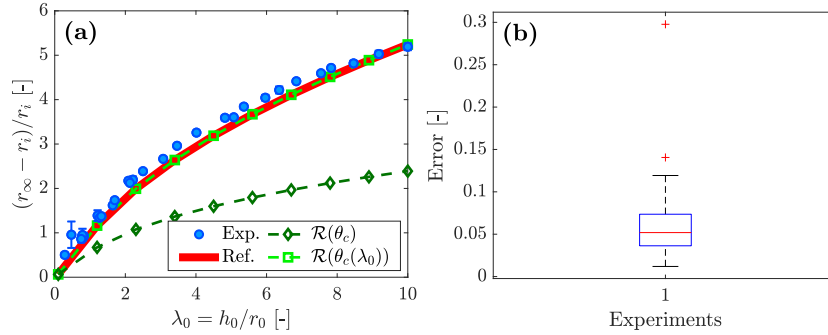 (a)
6
5
4
3
2
1
0
(r∞ − ri)/ri [-]
0 2 4 6 8 10
λ0 = h0/r0 [-]
Exp. R(θc)
Ref. R(θc(λ0))
(b)
0.3
0.25
0.2
0.15
0.1
0.05
0
Error [-]
1
Experiments